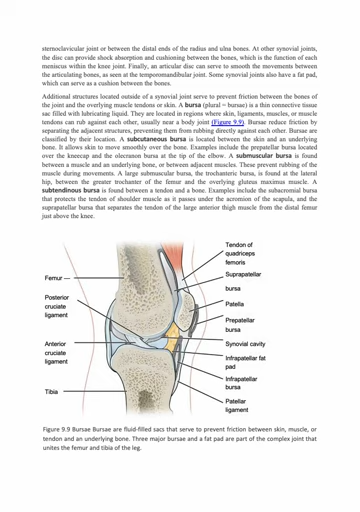 sternoclavicular joint or between the distal ends of the radius and ulna bones. At other synovial joints,
the disc can provide shock absorption and cushioning between the bones, which is the function of each
meniscus within the knee joint. Finally, an articular disc can serve to smooth the movements between
the articulating bones, as seen at the temporomandibular joint. Some synovial joints also have a fat pad,
which can serve as a cushion between the bones.
Additional structures located outside of a synovial joint serve to prevent friction between the bones of
the joint and the overlying muscle tendons or skin. A bursa (plural = bursae) is a thin connective tissue
sac filled with lubricating liquid. They are located in regions where skin, ligaments, muscles, or muscle
tendons can rub against each other, usually near a body joint (Figure 9.9). Bursae reduce friction by
separating the adjacent structures, preventing them from rubbing directly against each other. Bursae are
classified by their location. A subcutaneous bursa is located between the skin and an underlying
bone. It allows skin to move smoothly over the bone. Examples include the prepatellar bursa located
over the kneecap and the olecranon bursa at the tip of the elbow. A submuscular bursa is found
between a muscle and an underlying bone, or between adjacent muscles. These prevent rubbing of the
muscle during movements. A large submuscular bursa, the trochanteric bursa, is found at the lateral
hip, between the greater trochanter of the femur and the overlying gluteus maximus muscle. A
subtendinous bursa is found between a tendon and a bone. Examples include the subacromial bursa
that protects the tendon of shoulder muscle as it passes under the acromion of the scapula, and the
suprapatellar bursa that separates the tendon of the large anterior thigh muscle from the distal femur
just above the knee.
Tendon of
quadriceps
femoris
Suprapatellar
bursa
Patella
Prepatellar
bursa
Synovial cavity
Infrapatellar fat
pad
Infrapatellar
bursa
Patellar
ligament
Femur
Posterior
cruciate
ligament
Anterior
cruciate
ligament
Tibia
Figure 9.9 Bursae Bursae are fluid-filled sacs that serve to prevent friction between skin, muscle, or
tendon and an underlying bone. Three major bursae and a fat pad are part of the complex joint that
unites the femur and tibia of the leg.